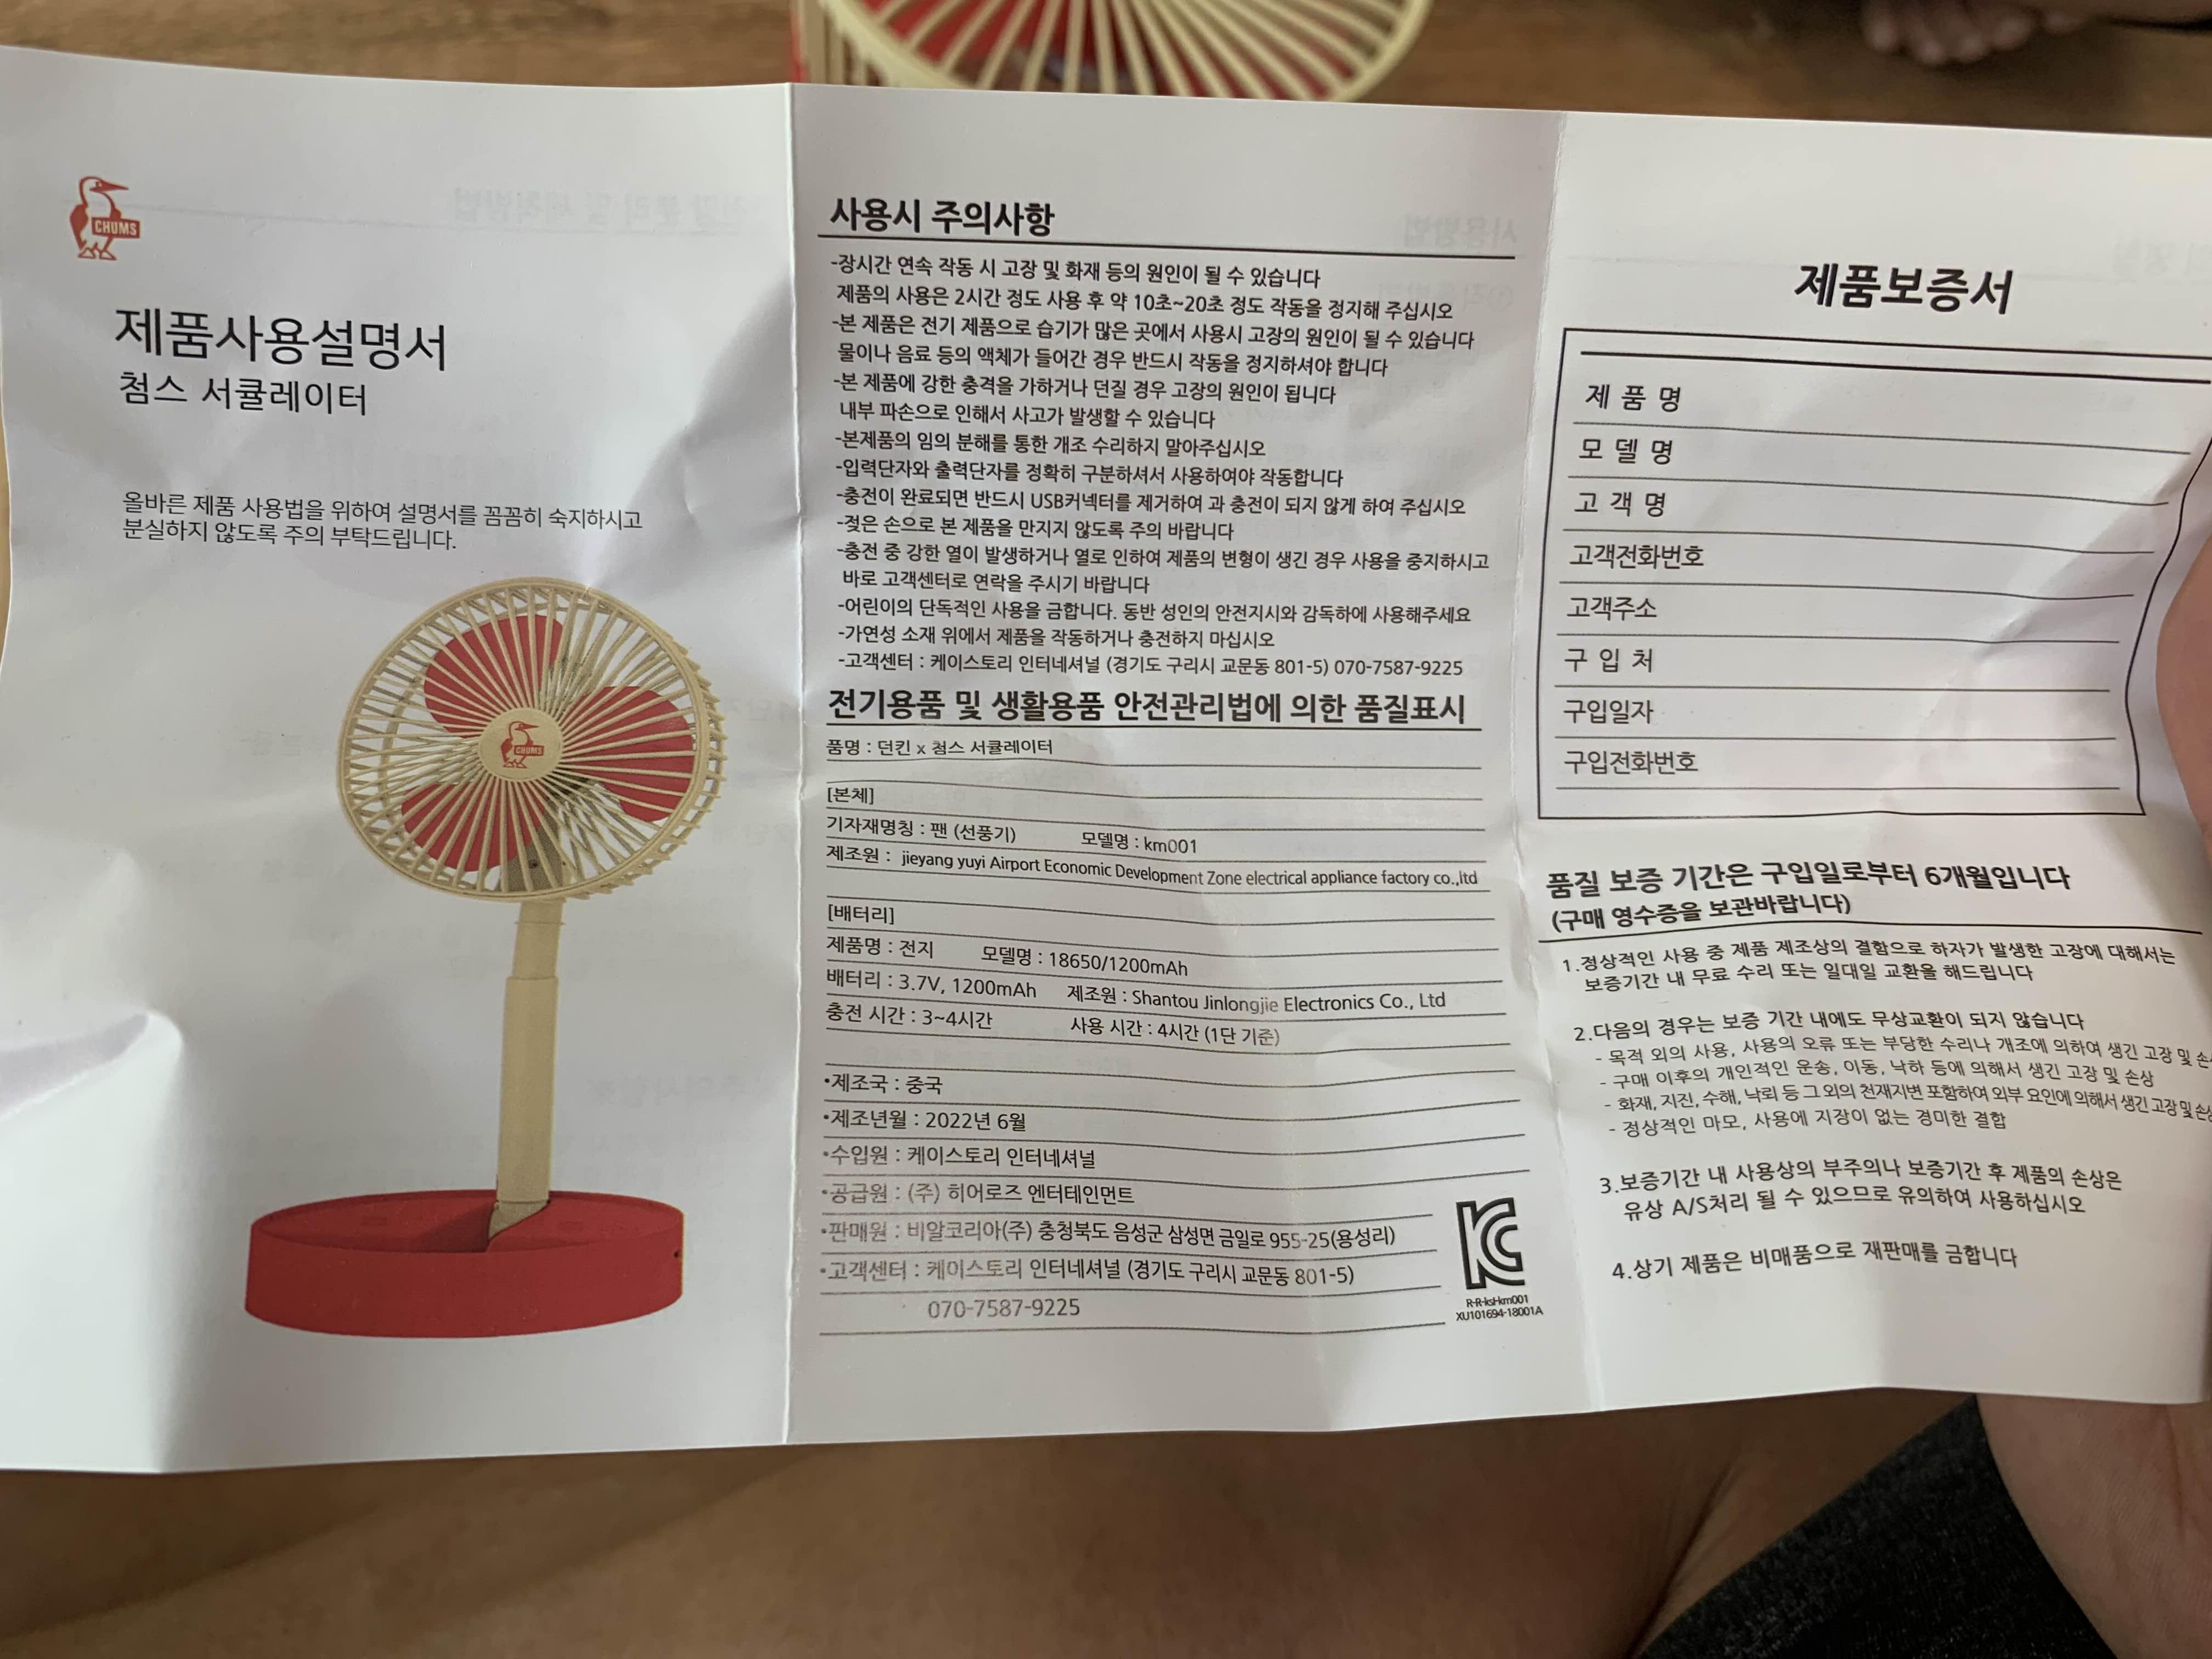 CHUMS
제품사용설명서
첨스 서큘레이터
올바른 제품 사용법을 위하여 설명서를 꼼꼼히 숙지하시고
분실하지 않도록 주의 부탁드립니다.
CHUMS
사용시 주의사항
-장시간 연속 작동 시 고장 및 화재 등의 원인이 될 수 있습니다
제품의 사용은 2시간 정도 사용 후 약 10초~20초 정도 작동을 정지해 주십시오
-본 제품은 전기 제품으로 습기가 많은 곳에서 사용시 고장의 원인이 될 수 있습니다
물이나 음료 등의 액체가 들어간 경우 반드시 작동을 정지하셔야 합니다
-본 제품에 강한 충격을 가하거나 던질 경우 고장의 원인이 됩니다
내부 파손으로 인해서 사고가 발생할 수 있습니다
-본제품의 임의 분해를 통한 개조 수리하지 말아주십시오
-입력단자와 출력단자를 정확히 구분하셔서 사용하여야 작동합니다
-충전이 완료되면 반드시 USB커넥터를 제거하여 과 충전이 되지 않게 하여 주십시오
-젖은 손으로 본 제품을 만지지 않도록 주의 바랍니다
-충전 중 강한 열이 발생하거나 열로 인하여 제품의 변형이 생긴 경우 사용을 중지하시고
바로 고객센터로 연락을 주시기 바랍니다
-어린이의 단독적인 사용을 금합니다. 동반 성인의 안전지시와 감독하에 사용해주세요
-가연성 소재 위에서 제품을 작동하거나 충전하지 마십시오
-고객센터 : 케이스토리 인터네셔널 (경기도 구리시 교문동 801-5) 070-7587-9225
전기용품 및 생활용품 안전관리법에 의한 품질표시
품명 : 던킨 x 첨스 서큘레이터
[본체]
기자재명칭 : 팬 (선풍기) 모델명 : km001
제조원 : jieyang yuyi Airport Economic Development Zone electrical appliance factory co.,ltd
[배터리]
제품명 : 전지 모델명 : 18650/1200mAh
배터리 : 3.7V, 1200mAh 제조원 : Shantou Jinlongjie Electronics Co., Ltd
충전 시간 : 3~4시간 사용 시간 : 4시간 (1단 기준)
•제조국 : 중국
•제조년월 : 2022년 6월
•수입원 : 케이스토리 인터네셔널
•공급원 : (주) 히어로즈 엔터테인먼트
•판매원 : 비알코리아(주) 충청북도 음성군 삼성면 금일로 955-25(용성리)
•고객센터 : 케이스토리 인터네셔널 (경기도 구리시 교문동 801-5)
070-7587-9225
R-R-ksl-km001
XU101694-18001A
제품보증서
제 품 명
모 델 명
고 객 명
고객전화번호
고객주소
구 입 처
구입일자
구입전화번호
품질 보증 기간은 구입일로부터 6개월입니다
(구매 영수증을 보관바랍니다)
1.정상적인 사용 중 제품 제조상의 결함으로 하자가 발생한 고장에 대해서는
보증기간 내 무료 수리 또는 일대일 교환을 해드립니다
2.다음의 경우는 보증 기간 내에도 무상교환이 되지 않습니다
- 목적 외의 사용, 사용의 오류 또는 부당한 수리나 개조에 의하여 생긴 고장 및
- 구매 이후의 개인적인 운송, 이동, 낙하 등에 의해서 생긴 고장 및 손상
- 화재, 지진, 수해, 낙뢰 등 그 외의 천재지변 포함하여 외부 요인에 의해서 생긴 고장 및
- 정상적인 마모, 사용에 지장이 없는 경미한 결합
3.보증기간 내 사용상의 부주의나 보증기간 후 제품의 손상은
유상 A/S처리 될 수 있으므로 유의하여 사용하십시오
4.상기 제품은 비매품으로 재판매를 금합니다